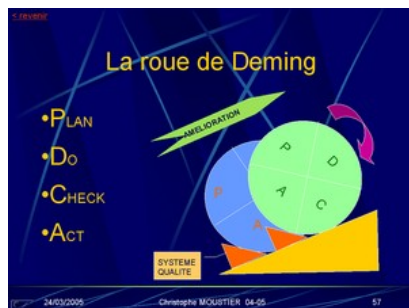 < revenir
La roue de Deming
•PLAN
•DO
•CHECK
•ACT
AMELIORATION
P
D
C
A
P
A
SYSTEME
QUALITE
24/03/2005
Christophe MOUSTIER 04-05
57